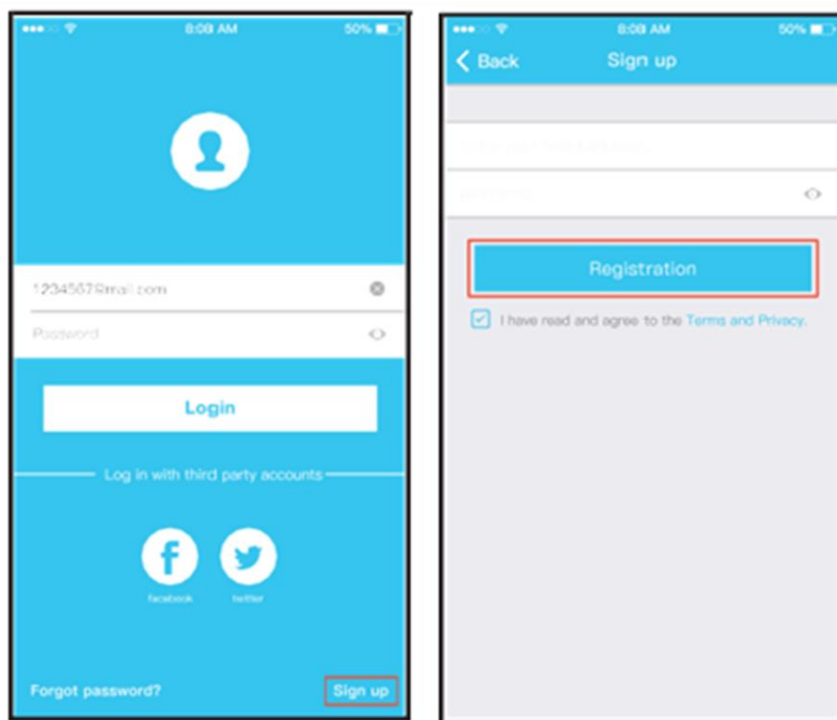 8:08 AM
50%
1234567@mail.com
Password
Login
Log in with third party accounts
facebook
twitter
Forgot password?
Sign up
8:08 AM
50%
Back
Sign up
Registration
I have read and agree to the Terms and Privacy.